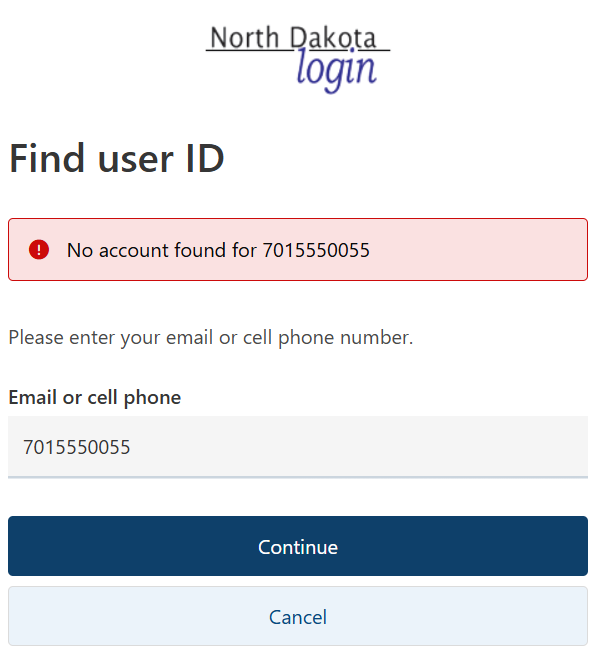 North Dakota
login
Find user ID
No account found for 7015550055
Please enter your email or cell phone number.
Email or cell phone
7015550055
Continue
Cancel